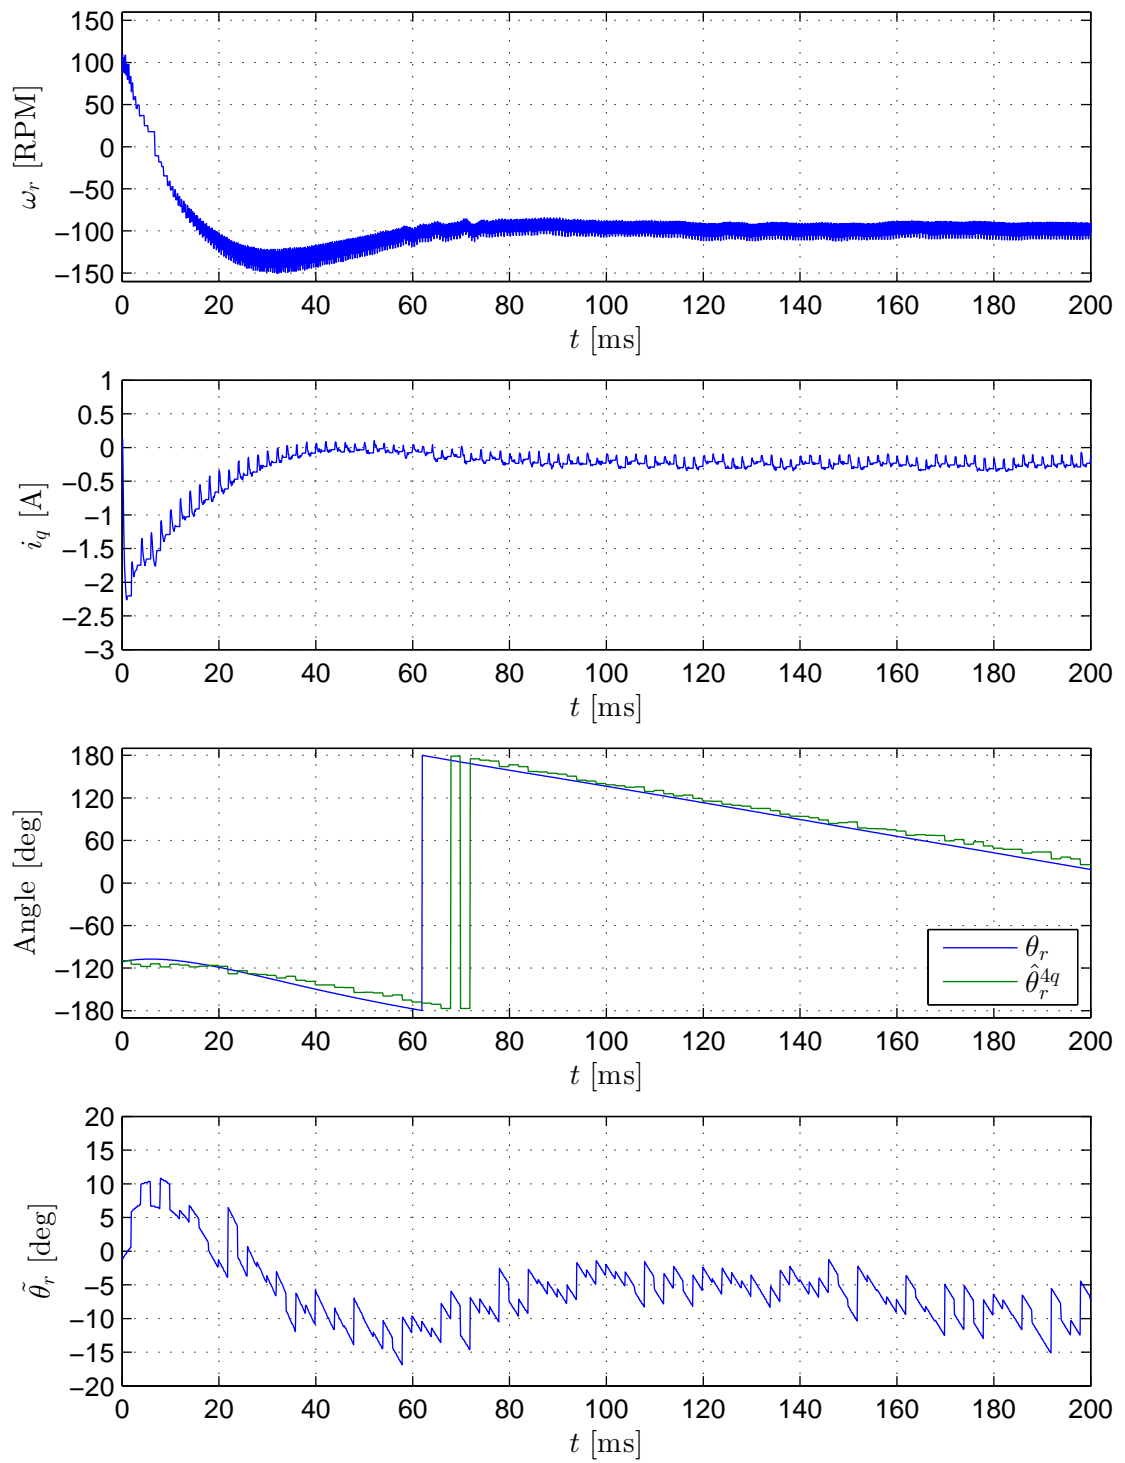 150
100
50
0
−50
−100
−150
ω_r [RPM]
0 20 40 60 80 100 120 140 160 180 200
t [ms]
1
0.5
0
−0.5
−1
−1.5
−2
−2.5
−3
i_q [A]
0 20 40 60 80 100 120 140 160 180 200
t [ms]
180
120
60
0
−60
−120
−180
Angle [deg]
θ_r
θ̂_r^{4q}
0 20 40 60 80 100 120 140 160 180 200
t [ms]
20
15
10
5
0
−5
−10
−15
−20
θ̃_r [deg]
0 20 40 60 80 100 120 140 160 180 200
t [ms]